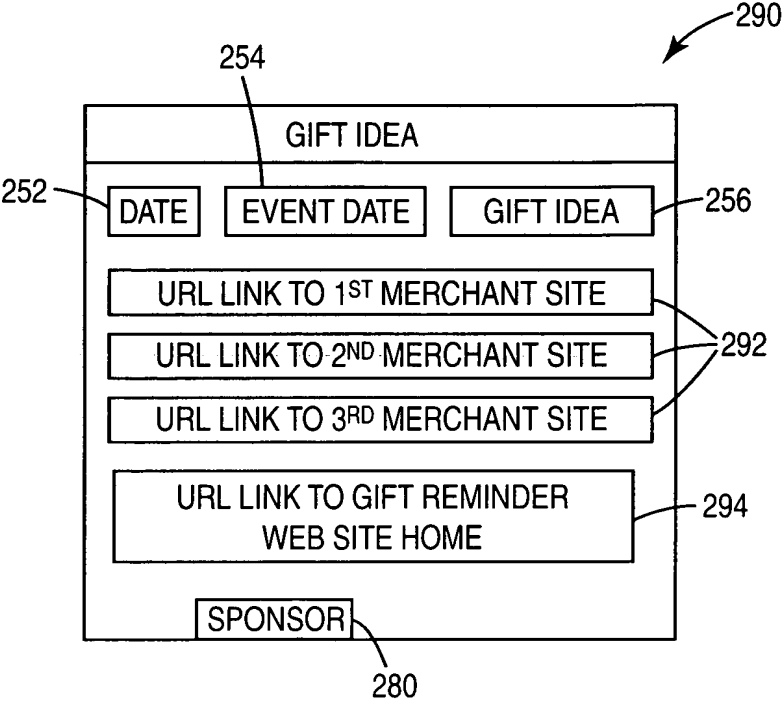 290
254
GIFT IDEA
252
DATE
EVENT DATE
GIFT IDEA
256
URL LINK TO 1ST MERCHANT SITE
URL LINK TO 2ND MERCHANT SITE
292
URL LINK TO 3RD MERCHANT SITE
URL LINK TO GIFT REMINDER
WEB SITE HOME
294
SPONSOR
280